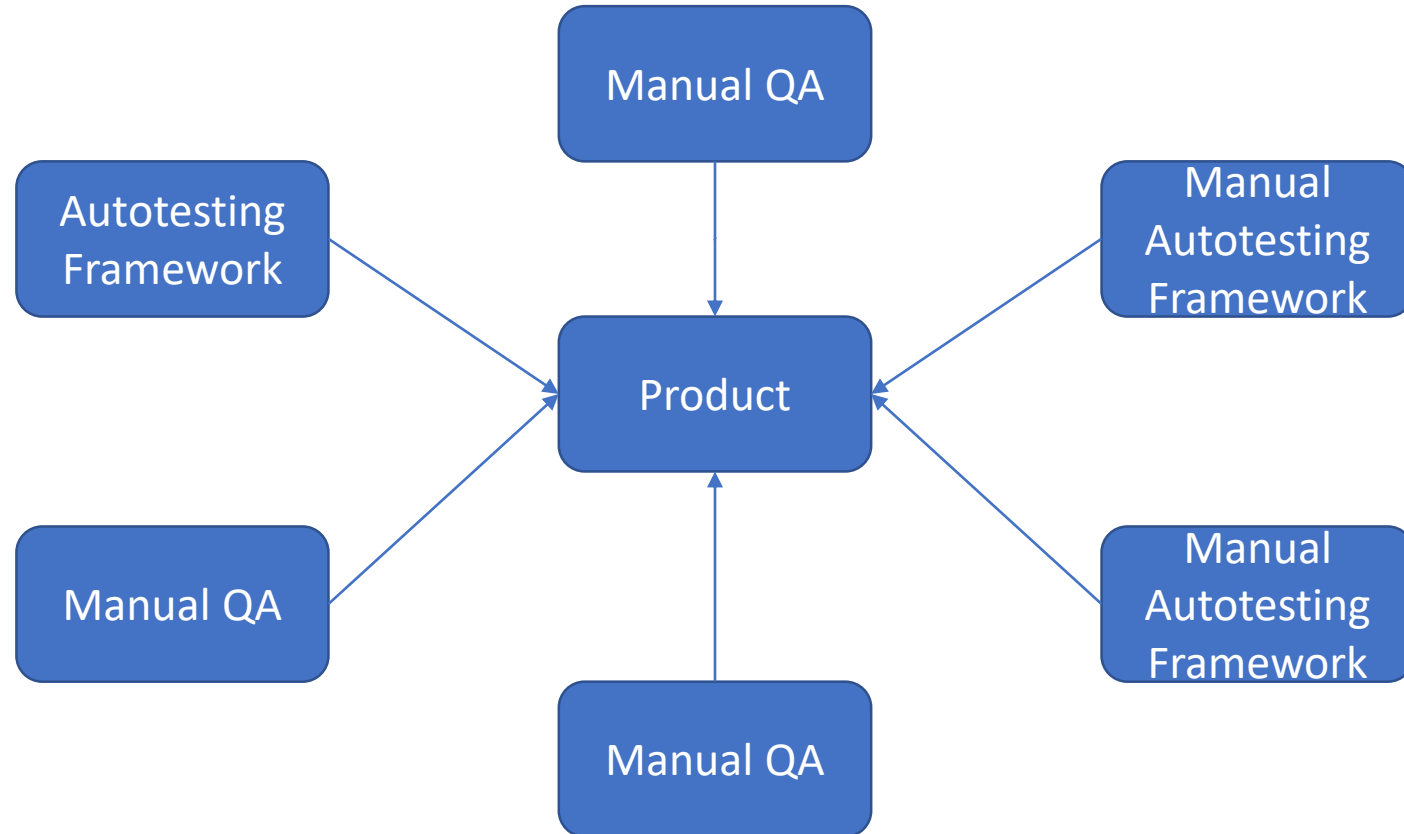 Manual QA
Autotesting
Framework
Manual
Autotesting
Framework
Product
Manual QA
Manual
Autotesting
Framework
Manual QA